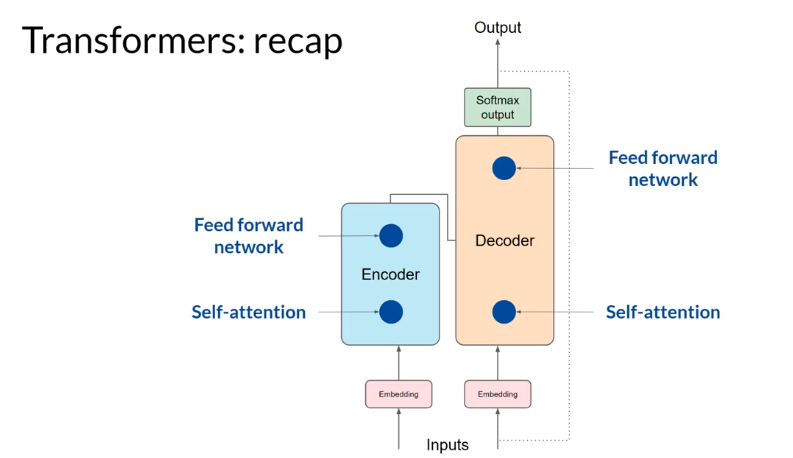 Transformers: recap
Output
Softmax
output
Feed forward
network
Feed forward
network
Decoder
Encoder
Self-attention
Self-attention
Embedding
Embedding
Inputs